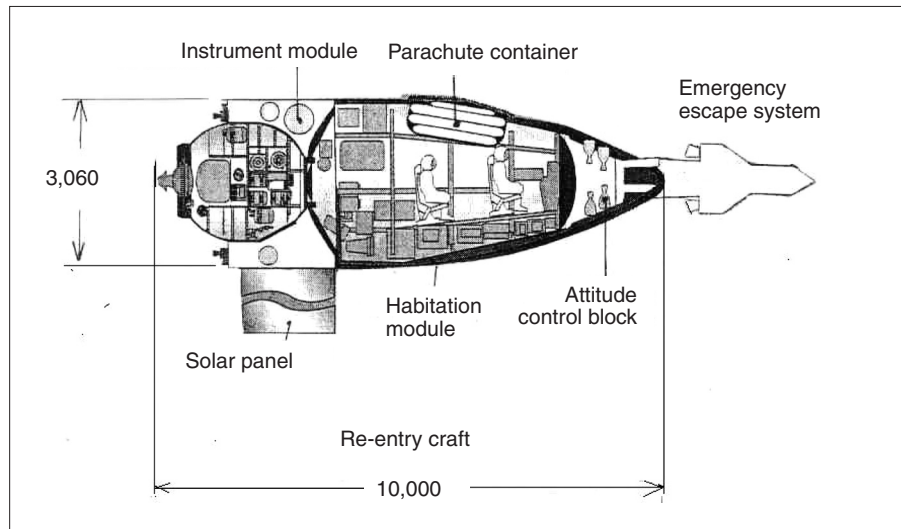 Instrument module
Parachute container
Emergency
escape system
3,060
Habitation
module
Attitude
control block
Solar panel
Re-entry craft
10,000